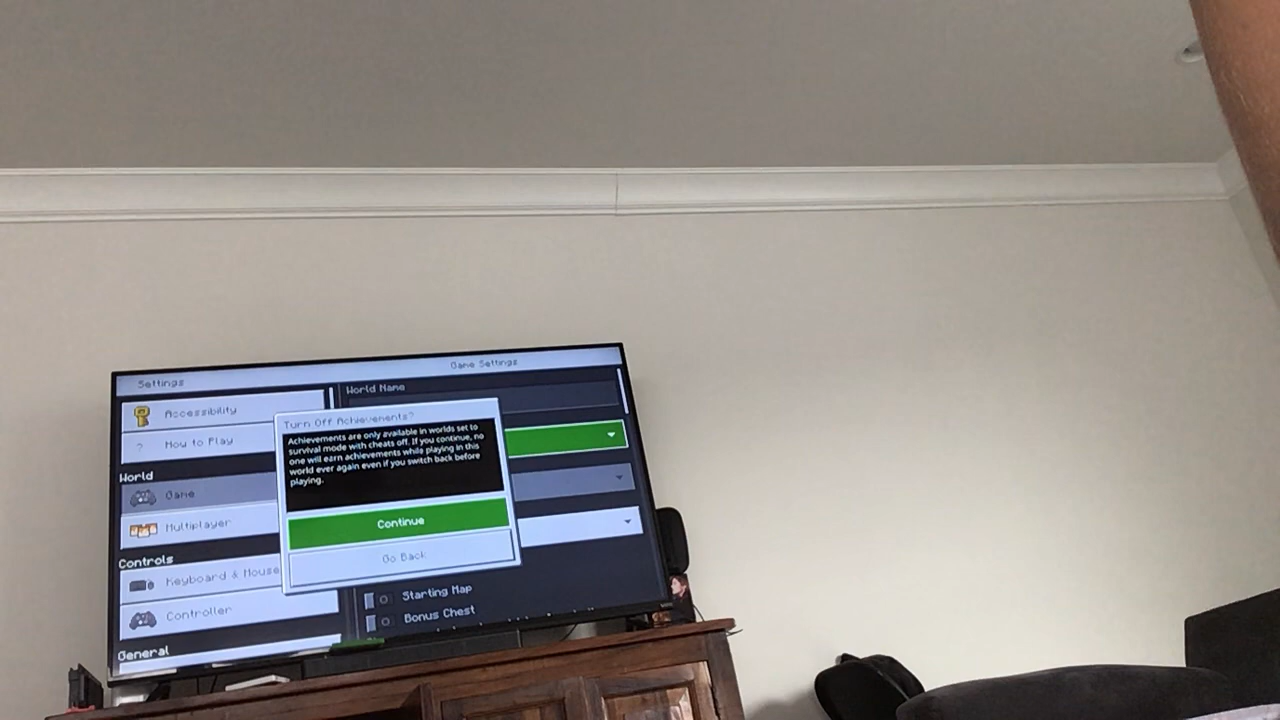 Settings
Game Settings
Accessibility
How to Play
World
Game
Multiplayer
Controls
Keyboard & Mouse
Controller
General
World Name
Turn Off Achievements?
Achievements are only available in worlds set to
survival mode with cheats off. If you continue, no
one will earn achievements while playing in this
world ever again even if you switch back before
playing.
Continue
Go Back
Starting Map
Bonus Chest